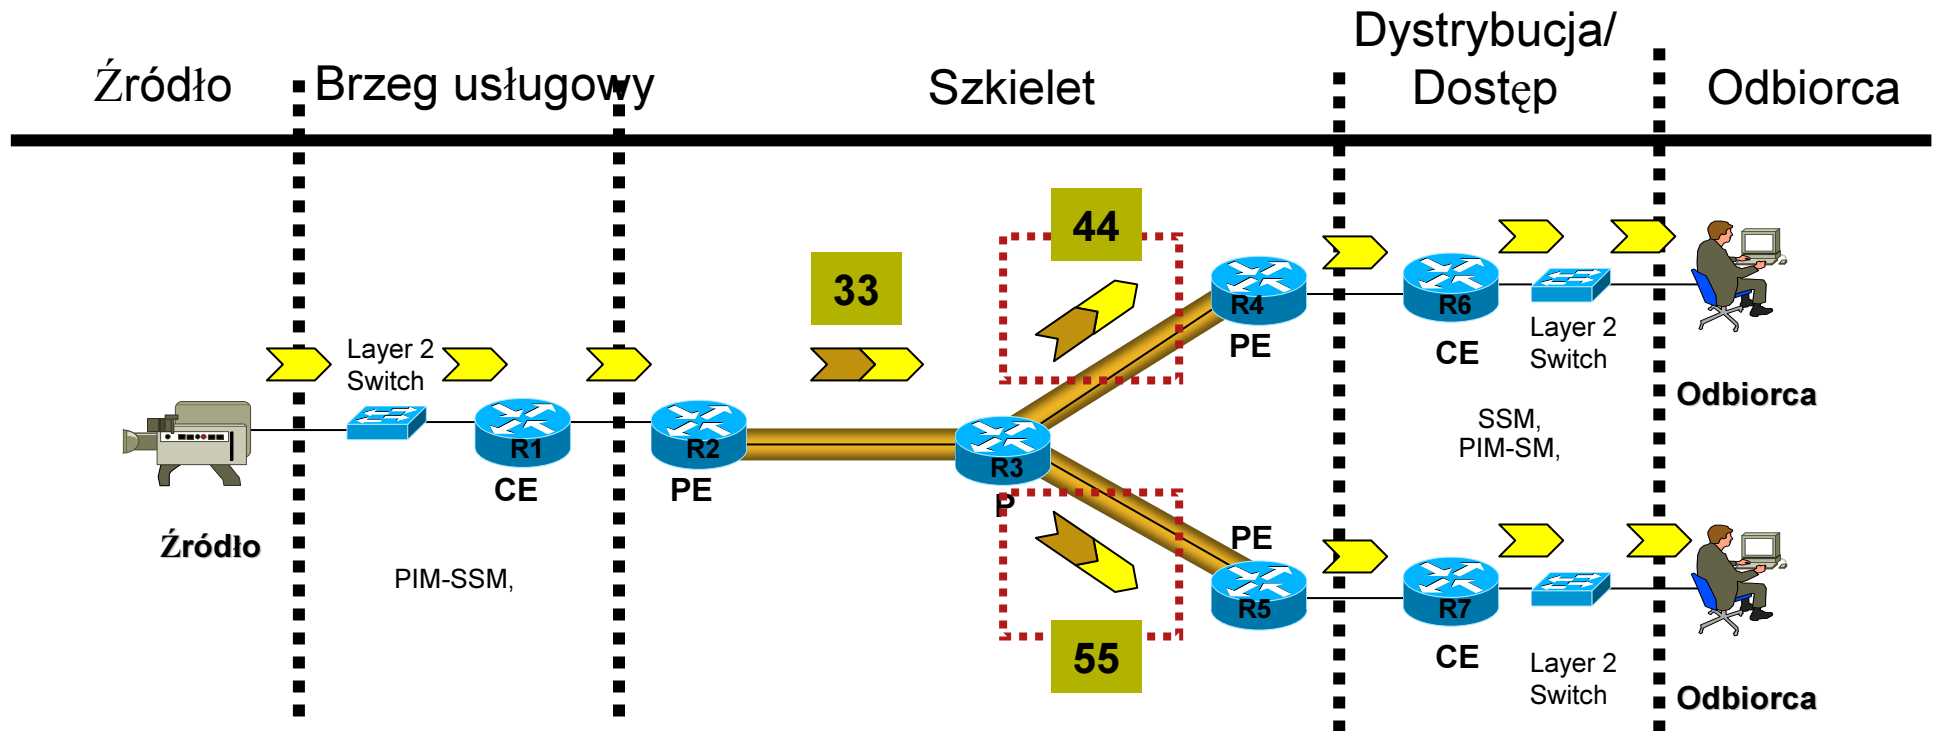 Źródło
Brzeg usługowy
Szkielet
Dystrybucja/
Dostęp
Odbiorca
44
33
55
Layer 2
Switch
R1
CE
R2
PE
R3
P
R4
PE
R6
CE
Layer 2
Switch
Odbiorca
SSM,
PIM-SM,
Źródło
PIM-SSM,
PE
R5
R7
CE
Layer 2
Switch
Odbiorca